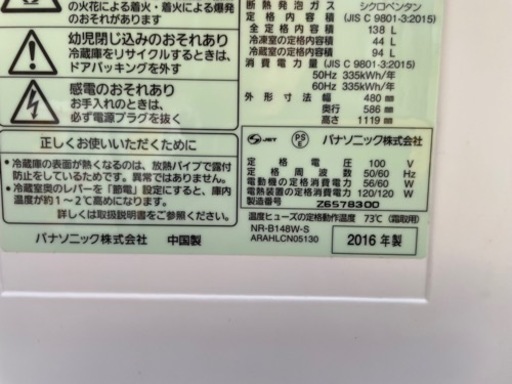 の火花による着火・着火による爆発
のおそれあり
幼児閉じ込みのおそれあり
冷蔵庫をリサイクルするときは、
ドアパッキングを外す
感電のおそれあり
お手入れのときは、
必ず電源プラグを抜く
正しくお使いいただくために
・冷蔵庫の表面が熱くなるのは、放熱パイプで露付
防止をしているためです。異常ではありません。
・冷蔵室奥のレバーを「節電」設定にすると、庫内
温度が約1〜2℃高めになります。
詳しくは取扱説明書をご参照ください。
パナソニック株式会社 中国製
断熱発泡ガス シクロペンタン
定格内容積 (JIS C 9801-3:2015)
全定格内容積 138 L
冷凍室の定格内容積 44 L
冷蔵室の定格内容積 94 L
消費電力量 (JIS C 9801-3:2015)
50Hz 335kWh/年
60Hz 335kWh/年
外形寸法 幅 480 ㎜
奥行 586 ㎜
高さ 1119 ㎜
JET PS E パナソニック株式会社
定格電圧 100 V
定格周波数 50/60 Hz
電動機の定格消費電力 56/60 W
電熱装置の定格消費電力 120/120 W
製造番号 Z6578300
温度ヒューズの定格動作温度 73℃（霜取用）
NR-B148W-S
ARAHLCN05130
2016 年製